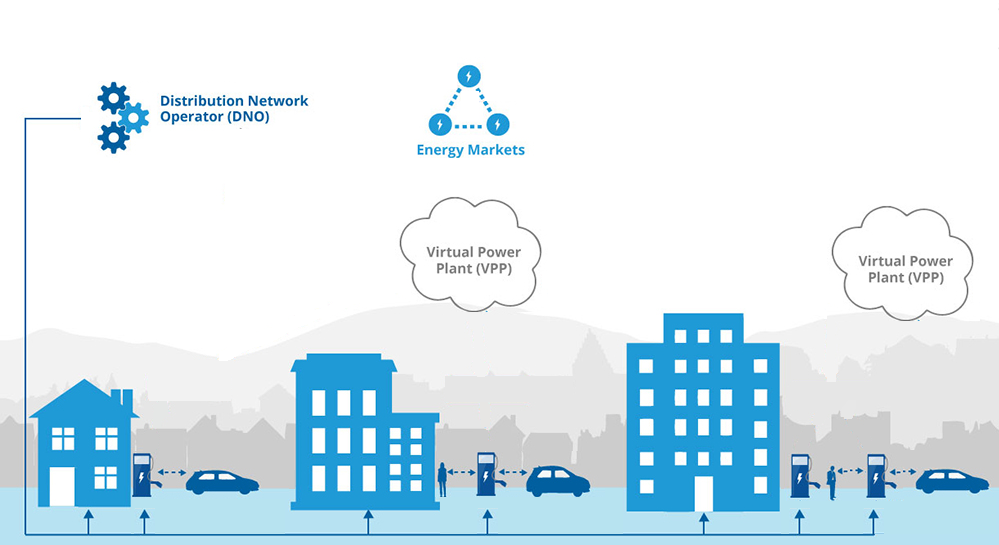 Distribution Network
Operator (DNO)
Energy Markets
Virtual Power
Plant (VPP)
Virtual Power
Plant (VPP)